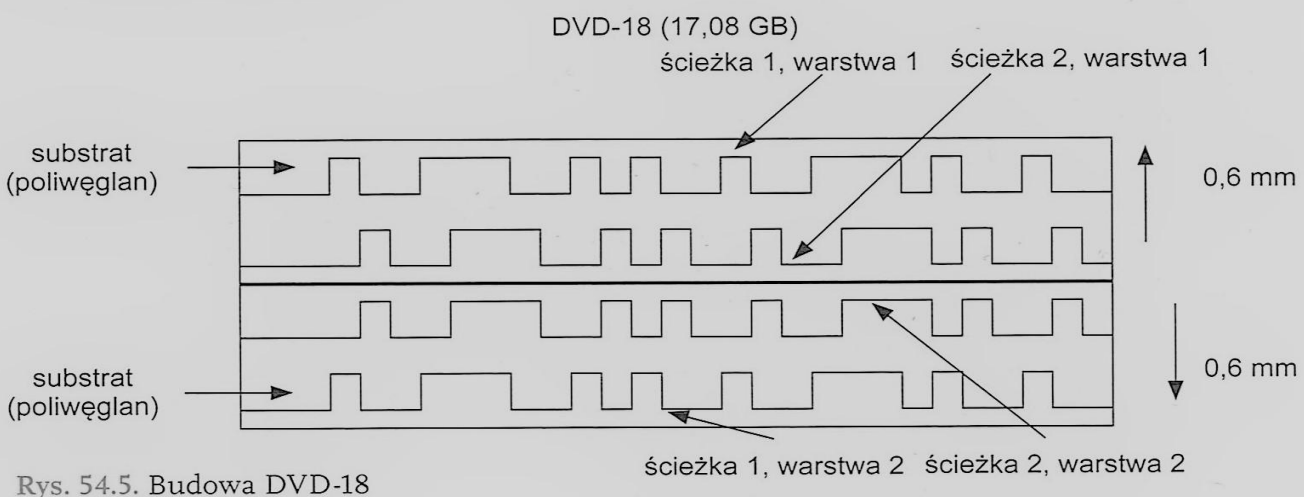 DVD-18 (17,08 GB)
ścieżka 1, warstwa 1
ścieżka 2, warstwa 1
substrat
(poliwęglan)
0,6 mm
substrat
(poliwęglan)
0,6 mm
ścieżka 1, warstwa 2
ścieżka 2, warstwa 2
Rys. 54.5. Budowa DVD-18